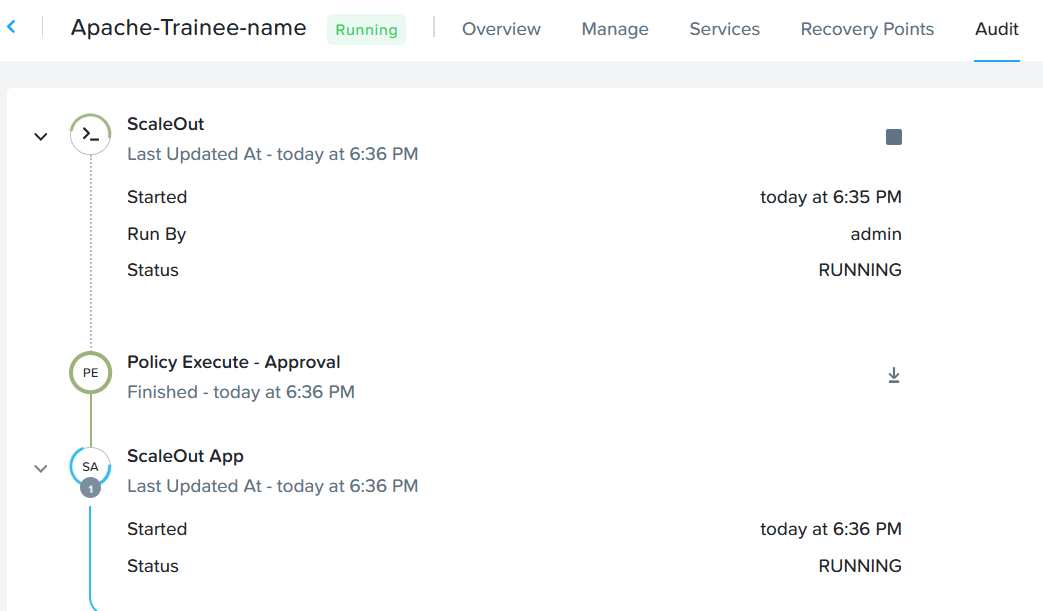 Apache-Trainee-name Running Overview Manage Services Recovery Points Audit
>_ ScaleOut
Last Updated At - today at 6:36 PM
Started today at 6:35 PM
Run By admin
Status RUNNING
PE Policy Execute - Approval
Finished - today at 6:36 PM
SA ScaleOut App
1 Last Updated At - today at 6:36 PM
Started today at 6:36 PM
Status RUNNING